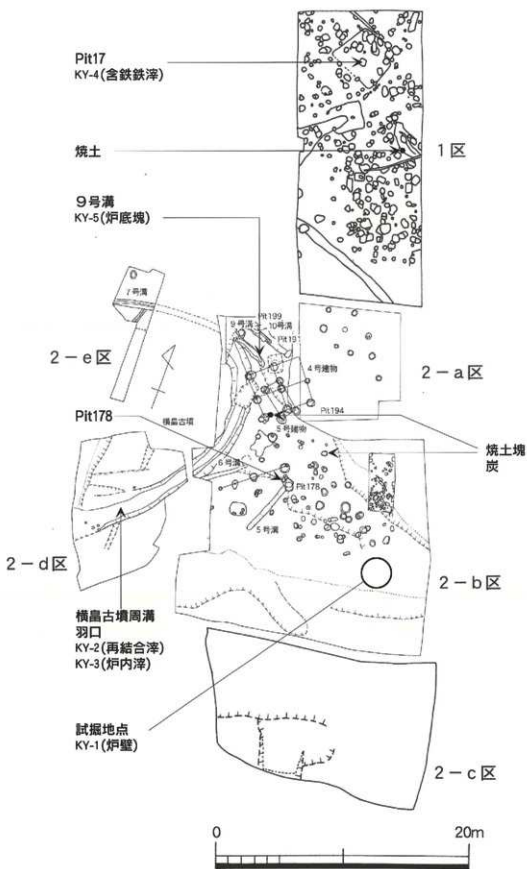 Pit17
KY-4(含鉄鉄滓)
焼土
1区
9号溝
KY-5(炉底塊)
7号溝
Pit199
9号溝
10号溝
Pit191
4号建物
2-e区
2-a区
Pit194
横畠古墳
5号建物
Pit178
焼土塊
炭
6号溝
Pit178
5号溝
2-d区
2-b区
横畠古墳周溝
羽口
KY-2(再結合滓)
KY-3(炉内滓)
試掘地点
KY-1(炉壁)
2-c区
0
20m